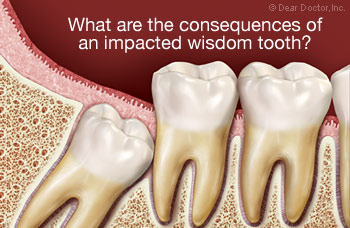 © Dear Doctor, Inc.
What are the consequences of
an impacted wisdom tooth?